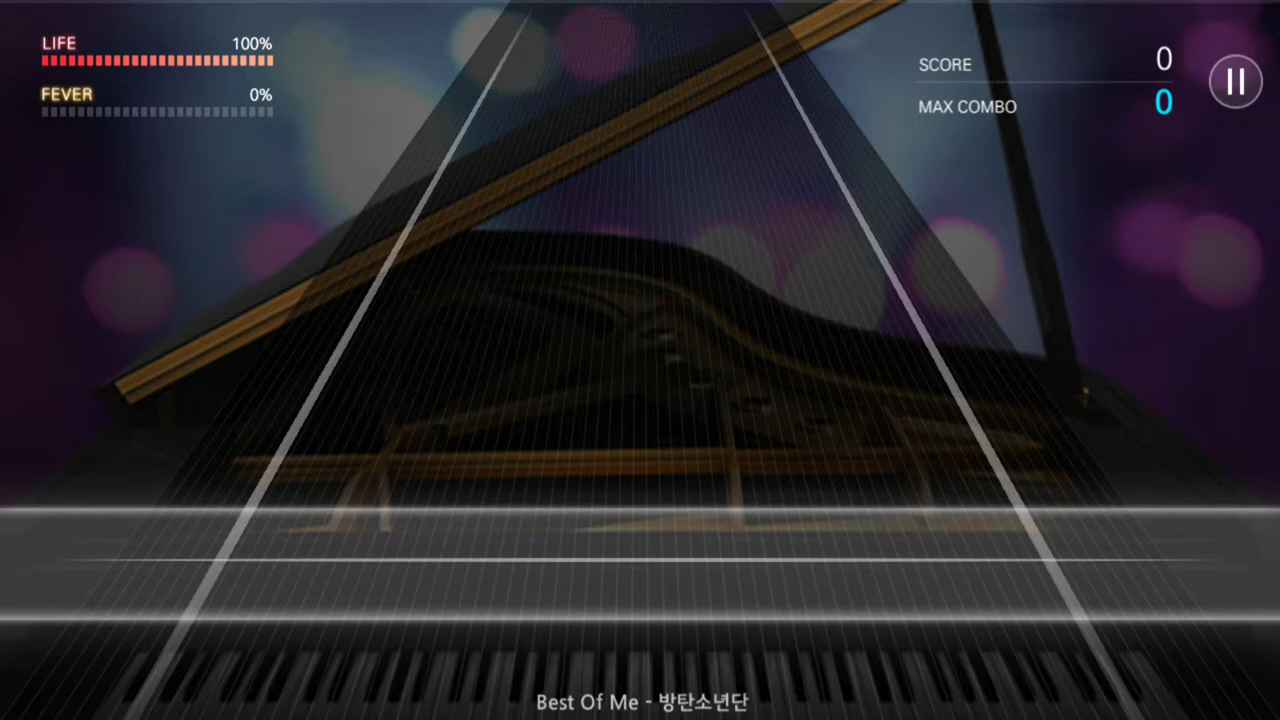 LIFE 100%
FEVER 0%
SCORE 0
MAX COMBO 0
Best Of Me - 방탄소년단